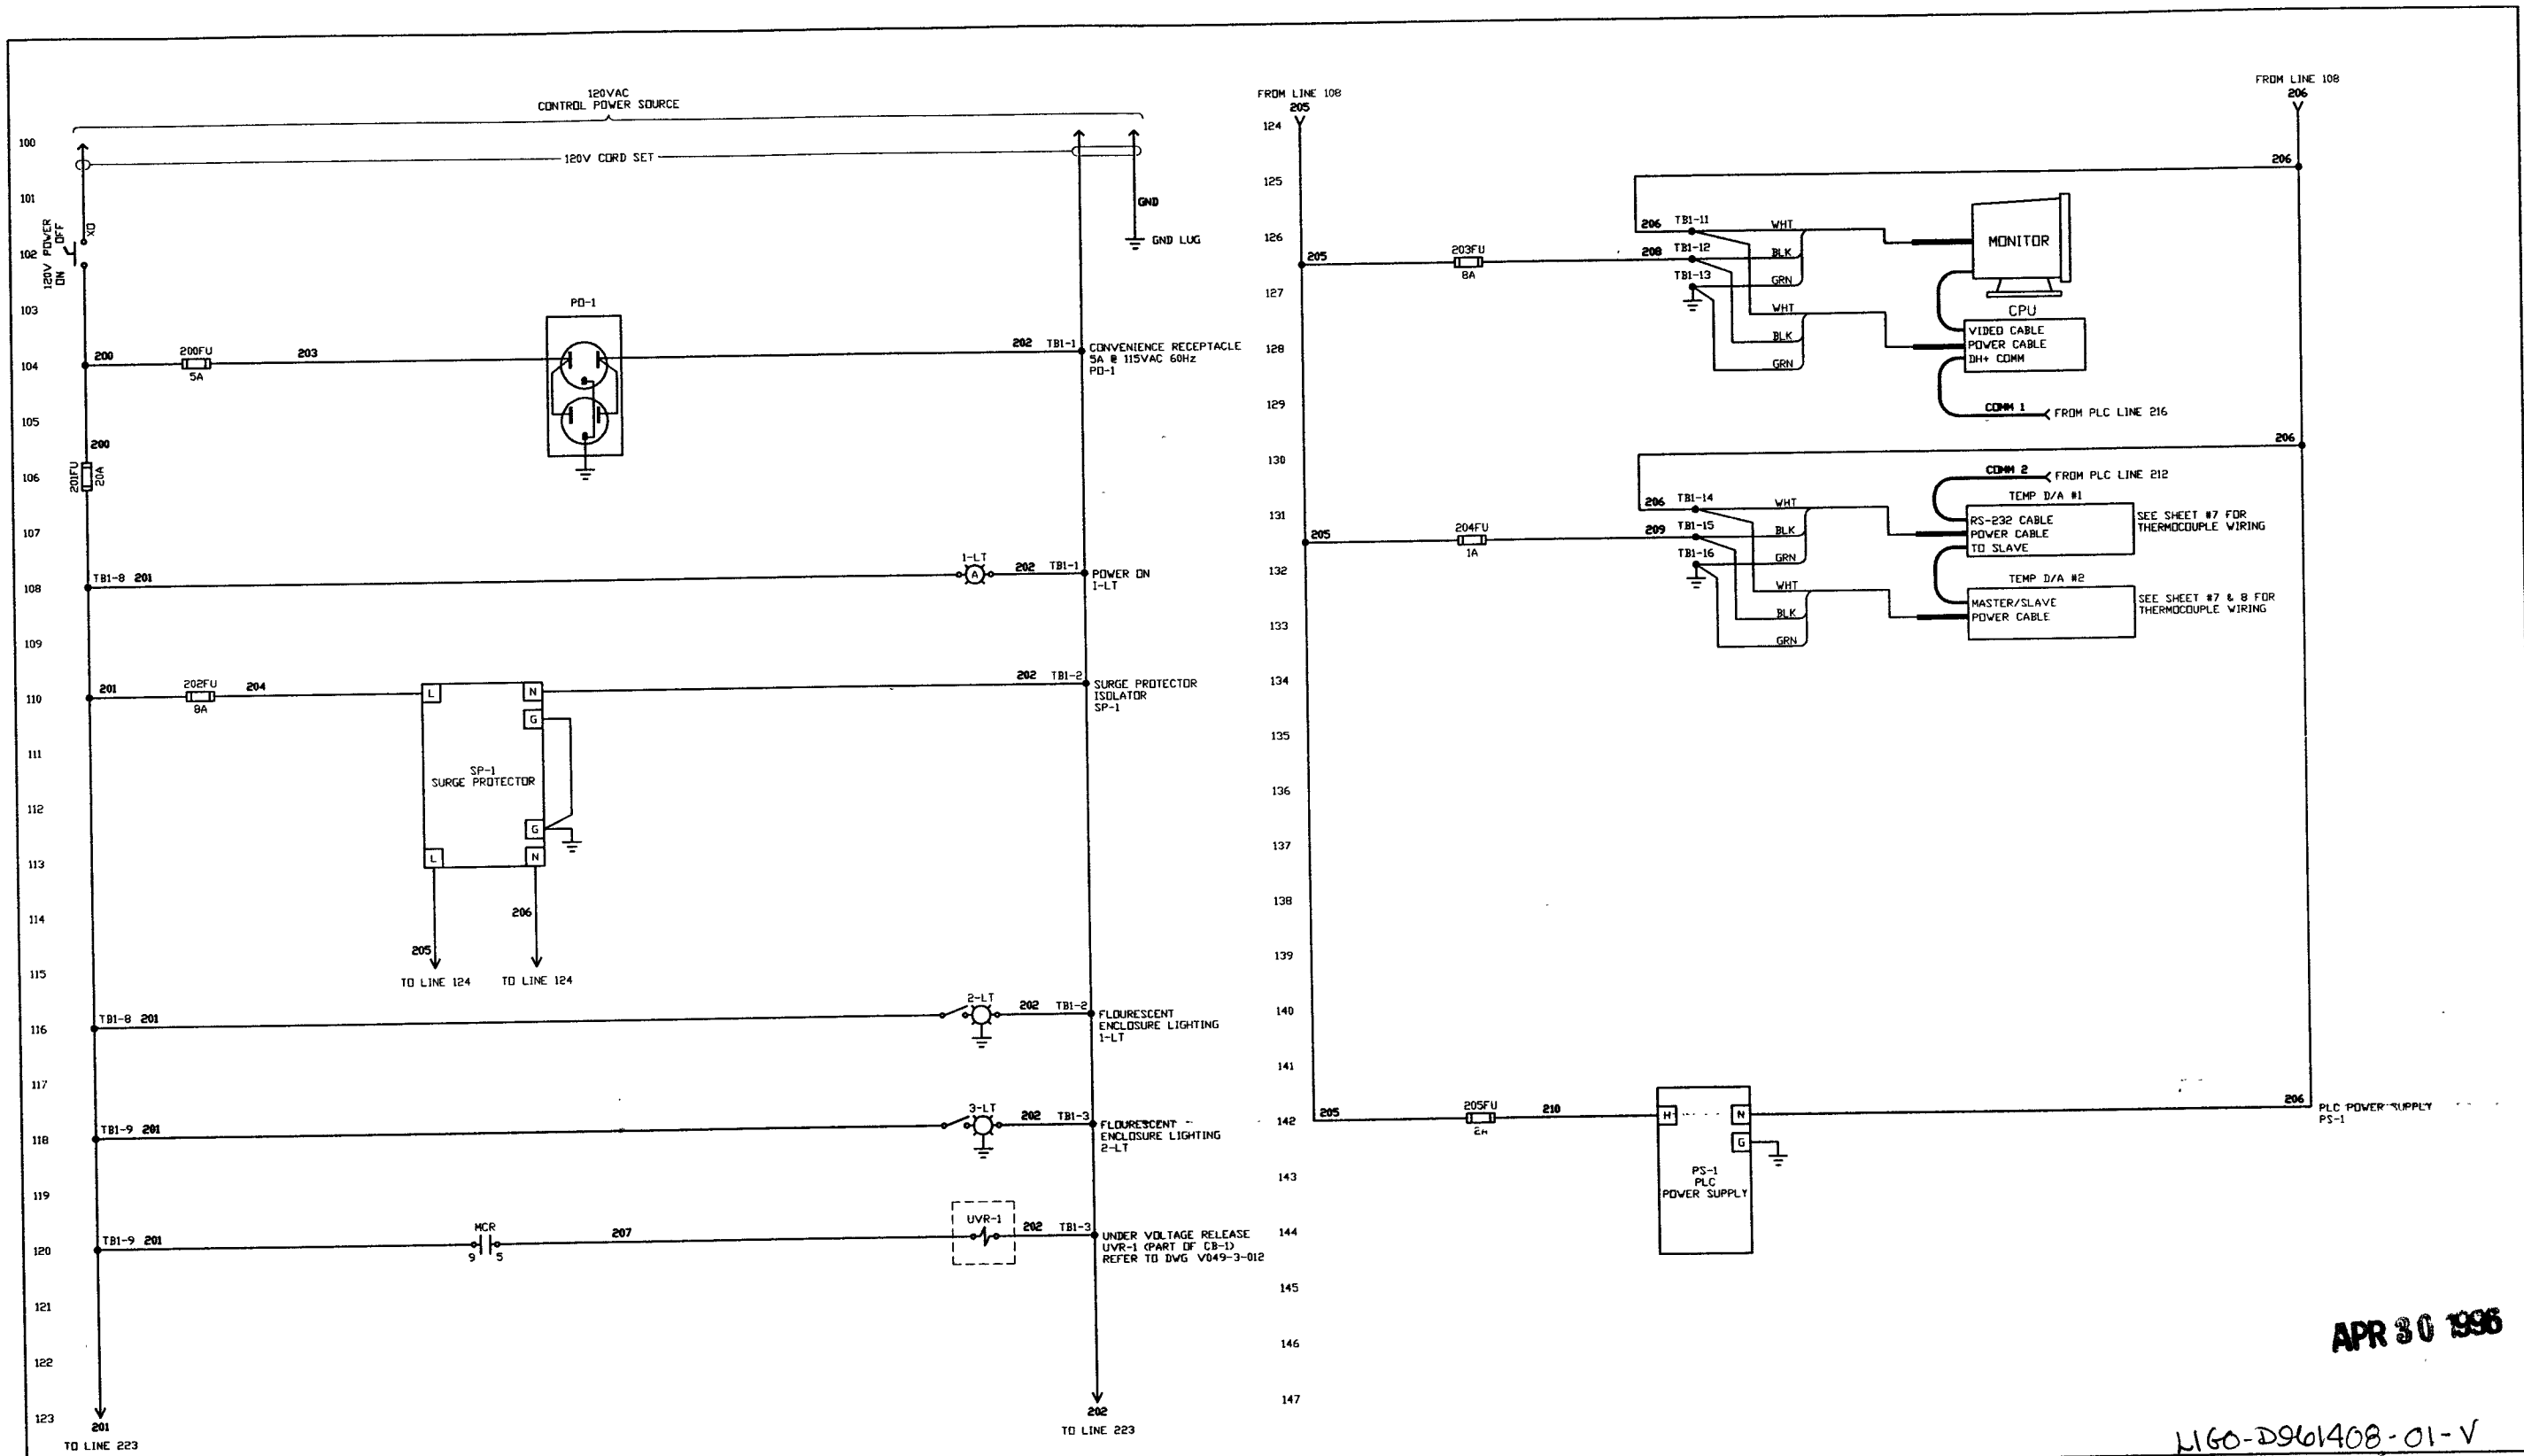 120VAC
CONTROL POWER SOURCE
100
120V CORD SET
101
GND
120V POWER
OFF
ON
XO
102
GND LUG
103
PO-1
104
200
200FU
5A
203
202 TB1-1
CONVENIENCE RECEPTACLE
5A @ 115VAC 60Hz
PO-1
105
200
106
201FU
20A
107
108
TB1-8 201
1-LT
A
202 TB1-1
POWER ON
1-LT
109
110
201
202FU
8A
204
L
N
G
202 TB1-2
SURGE PROTECTOR
ISOLATOR
SP-1
111
SP-1
SURGE PROTECTOR
112
G
113
L
N
114
206
205
115
TO LINE 124
TO LINE 124
116
TB1-8 201
2-LT
202 TB1-2
FLOURESCENT
ENCLOSURE LIGHTING
1-LT
117
118
TB1-9 201
3-LT
202 TB1-3
FLOURESCENT
ENCLOSURE LIGHTING
2-LT
119
120
TB1-9 201
MCR
9 5
207
UVR-1
202 TB1-3
UNDER VOLTAGE RELEASE
UVR-1 (PART OF CB-1)
REFER TO DWG V049-3-012
121
122
123
201
TO LINE 223
202
TO LINE 223
FROM LINE 108
205
FROM LINE 108
206
124
125
206
126
205
203FU
8A
206 TB1-11
208 TB1-12
TB1-13
WHT
BLK
GRN
MONITOR
127
WHT
BLK
GRN
CPU
VIDEO CABLE
POWER CABLE
DH+ COMM
128
129
COMM 1
FROM PLC LINE 216
130
206
COMM 2
FROM PLC LINE 212
131
205
204FU
1A
206 TB1-14
209 TB1-15
TB1-16
WHT
BLK
GRN
TEMP D/A #1
RS-232 CABLE
POWER CABLE
TO SLAVE
SEE SHEET #7 FOR
THERMOCOUPLE WIRING
132
WHT
BLK
GRN
TEMP D/A #2
MASTER/SLAVE
POWER CABLE
SEE SHEET #7 & 8 FOR
THERMOCOUPLE WIRING
133
134
135
136
137
138
139
140
141
142
205
205FU
2A
210
H
N
G
206
PLC POWER SUPPLY
PS-1
143
PS-1
PLC
POWER SUPPLY
144
145
146
147
APR 30 1996
LIGO-D961408-01-V